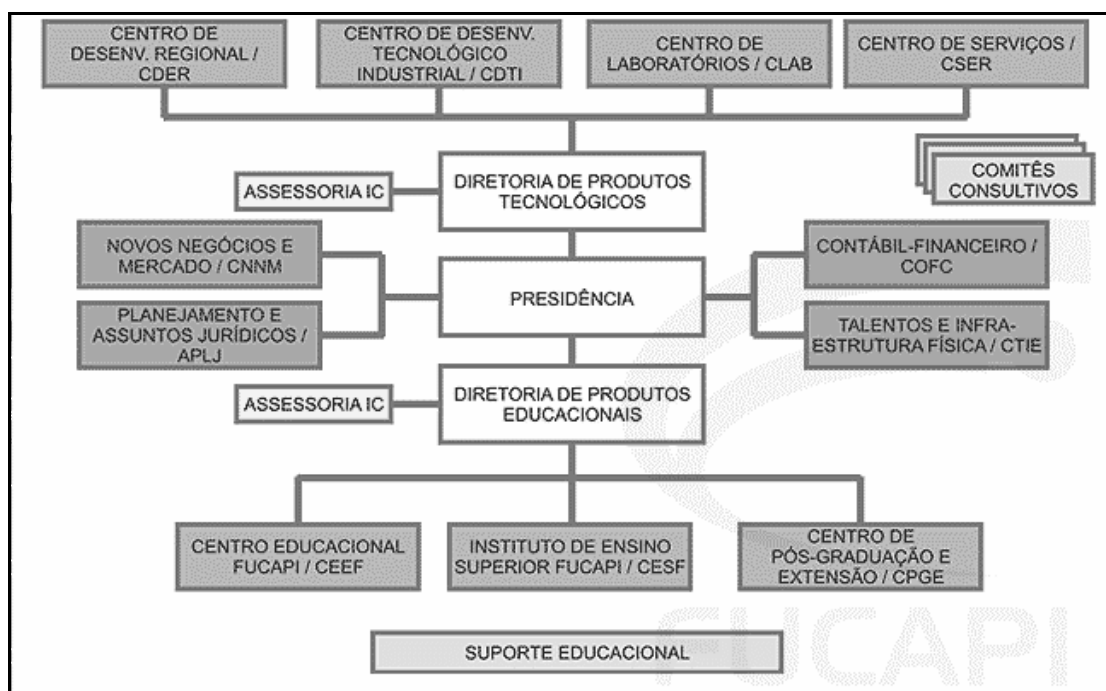 CENTRO DE
DESENV. REGIONAL /
CDER
CENTRO DE DESENV.
TECNOLÓGICO
INDUSTRIAL / CDTI
CENTRO DE
LABORATÓRIOS / CLAB
CENTRO DE SERVIÇOS /
CSER
COMITÊS
CONSULTIVOS
ASSESSORIA IC
DIRETORIA DE PRODUTOS
TECNOLÓGICOS
NOVOS NEGÓCIOS E
MERCADO / CNNM
CONTÁBIL-FINANCEIRO /
COFC
PRESIDÊNCIA
PLANEJAMENTO E
ASSUNTOS JURÍDICOS /
APLJ
TALENTOS E INFRA-
ESTRUTURA FÍSICA / CTIE
ASSESSORIA IC
DIRETORIA DE PRODUTOS
EDUCACIONAIS
CENTRO EDUCACIONAL
FUCAPI / CEEF
INSTITUTO DE ENSINO
SUPERIOR FUCAPI / CESF
CENTRO DE
PÓS-GRADUAÇÃO E
EXTENSÃO / CPGE
SUPORTE EDUCACIONAL
FUCAPI